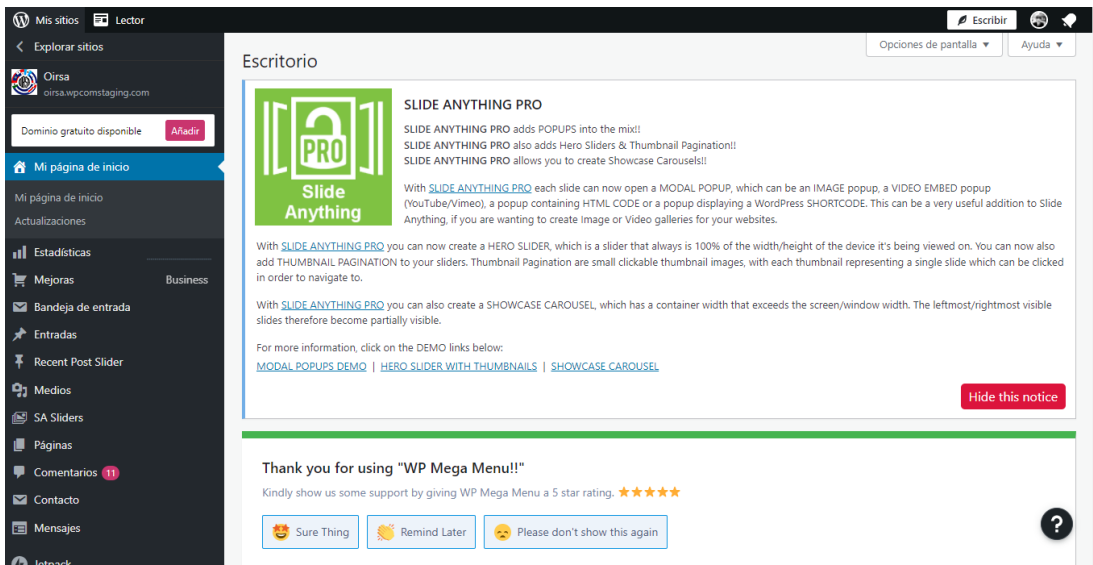 Mis sitios Lector Escribir
Explorar sitios
Oirsa
oirsa.wpcomstaging.com
Dominio gratuito disponible Añadir
Mi página de inicio
Mi página de inicio
Actualizaciones
Estadísticas
Mejoras Business
Bandeja de entrada
Entradas
Recent Post Slider
Medios
SA Sliders
Páginas
Comentarios 11
Contacto
Mensajes
Jetpack
Opciones de pantalla ▼ Ayuda ▼
Escritorio
PRO
Slide
Anything
SLIDE ANYTHING PRO
SLIDE ANYTHING PRO adds POPUPS into the mix!!
SLIDE ANYTHING PRO also adds Hero Sliders & Thumbnail Pagination!!
SLIDE ANYTHING PRO allows you to create Showcase Carousels!!
With SLIDE ANYTHING PRO each slide can now open a MODAL POPUP, which can be an IMAGE popup, a VIDEO EMBED popup
(YouTube/Vimeo), a popup containing HTML CODE or a popup displaying a WordPress SHORTCODE. This can be a very useful addition to Slide
Anything, if you are wanting to create Image or Video galleries for your websites.
With SLIDE ANYTHING PRO you can now create a HERO SLIDER, which is a slider that always is 100% of the width/height of the device it's being viewed on. You can now also
add THUMBNAIL PAGINATION to your sliders. Thumbnail Pagination are small clickable thumbnail images, with each thumbnail representing a single slide which can be clicked
in order to navigate to.
With SLIDE ANYTHING PRO you can also create a SHOWCASE CAROUSEL, which has a container width that exceeds the screen/window width. The leftmost/rightmost visible
slides therefore become partially visible.
For more information, click on the DEMO links below:
MODAL POPUPS DEMO | HERO SLIDER WITH THUMBNAILS | SHOWCASE CAROUSEL
Hide this notice
Thank you for using "WP Mega Menu!!"
Kindly show us some support by giving WP Mega Menu a 5 star rating. ★★★★★
Sure Thing Remind Later Please don't show this again
?